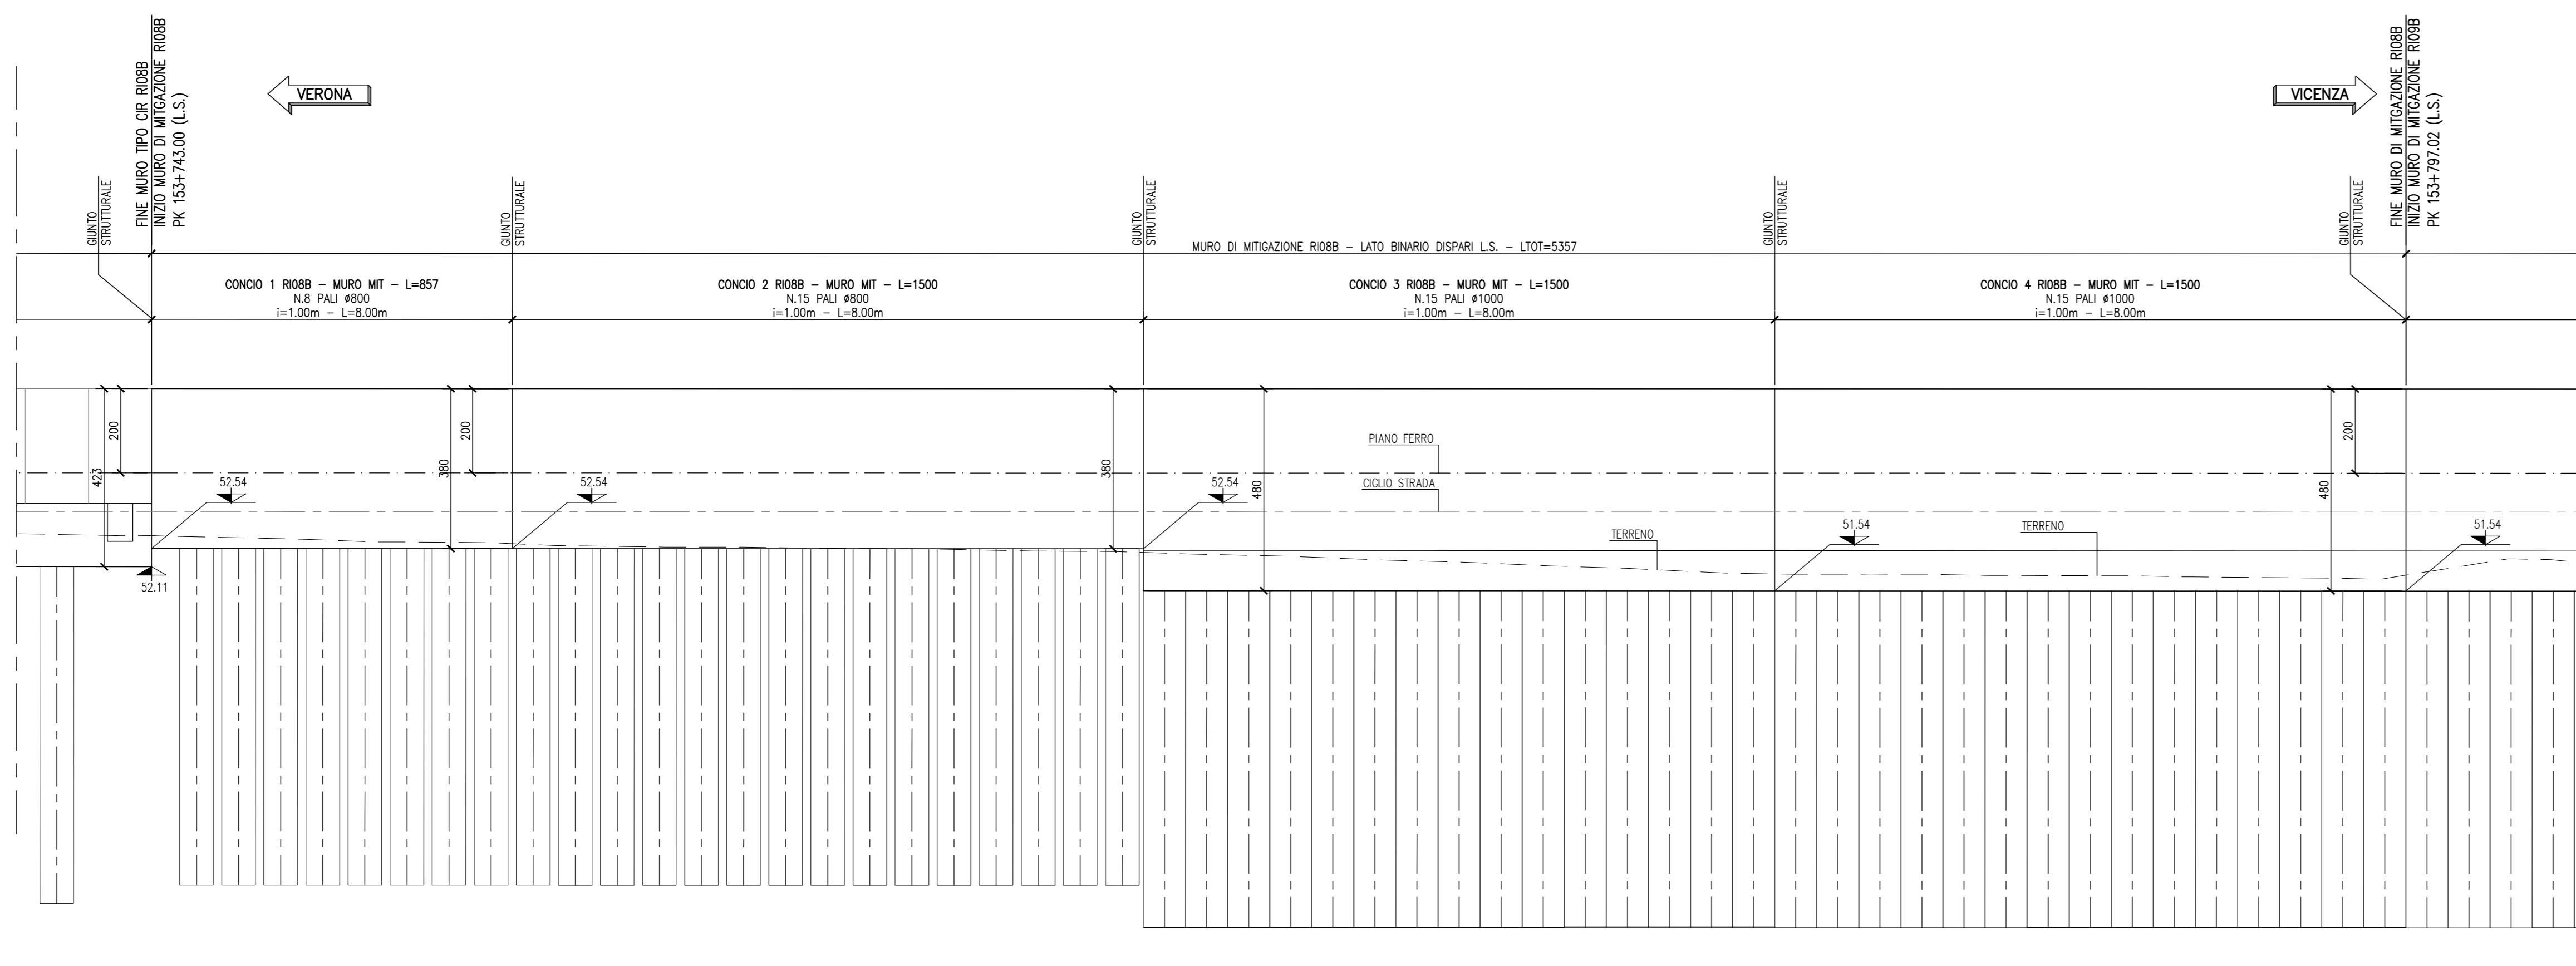 FINE MURO TIPO CIR RI08B
INIZIO MURO DI MITGAZIONE RI08B
PK 153+743.00 (L.S.)
VERONA
VICENZA
FINE MURO DI MITGAZIONE RI08B
INIZIO MURO DI MITGAZIONE RI09B
PK 153+797.02 (L.S.)
GIUNTO
STRUTTURALE
GIUNTO
STRUTTURALE
GIUNTO
STRUTTURALE
GIUNTO
STRUTTURALE
GIUNTO
STRUTTURALE
MURO DI MITIGAZIONE RI08B - LATO BINARIO DISPARI L.S. - LTOT=5357
CONCIO 1 RI08B - MURO MIT - L=857
N.8 PALI ø800
i=1.00m - L=8.00m
CONCIO 2 RI08B - MURO MIT - L=1500
N.15 PALI ø800
i=1.00m - L=8.00m
CONCIO 3 RI08B - MURO MIT - L=1500
N.15 PALI ø1000
i=1.00m - L=8.00m
CONCIO 4 RI08B - MURO MIT - L=1500
N.15 PALI ø1000
i=1.00m - L=8.00m
423
200
380
200
380
480
480
200
PIANO FERRO
CIGLIO STRADA
TERRENO
TERRENO
52.54
52.54
52.54
51.54
51.54
52.11